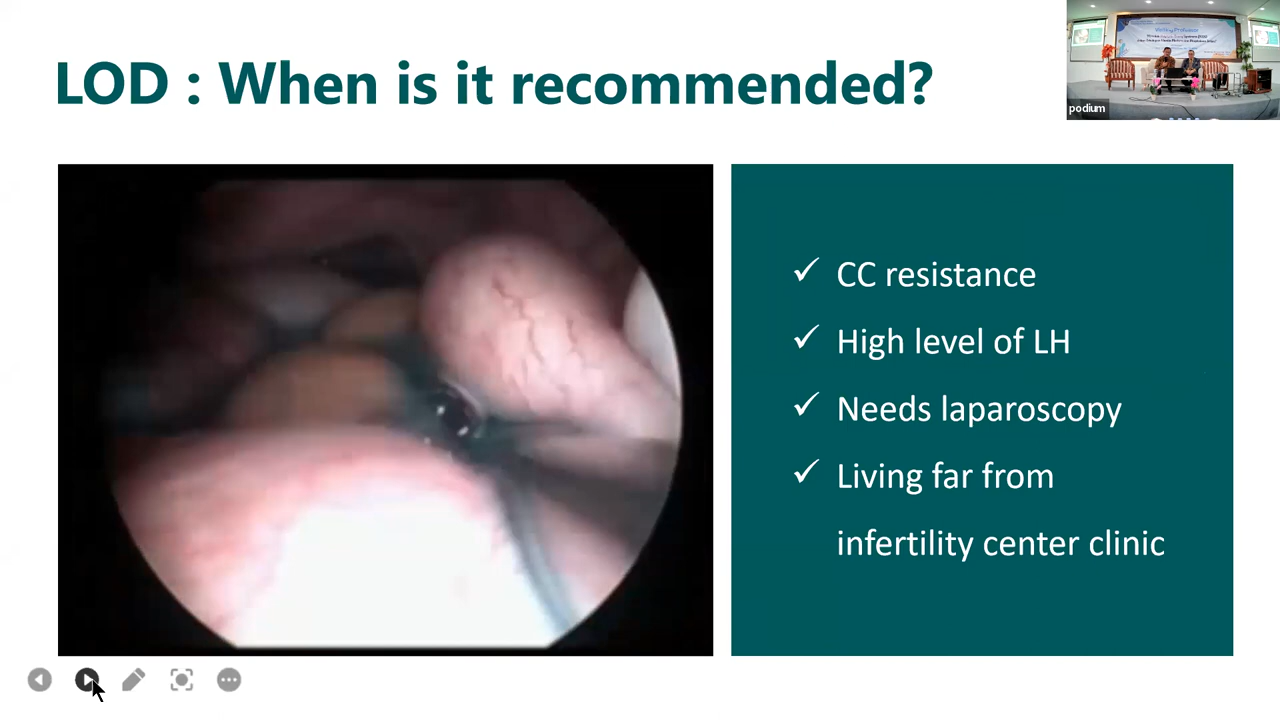 LOD : When is it recommended?
podium
✓ CC resistance
✓ High level of LH
✓ Needs laparoscopy
✓ Living far from
infertility center clinic